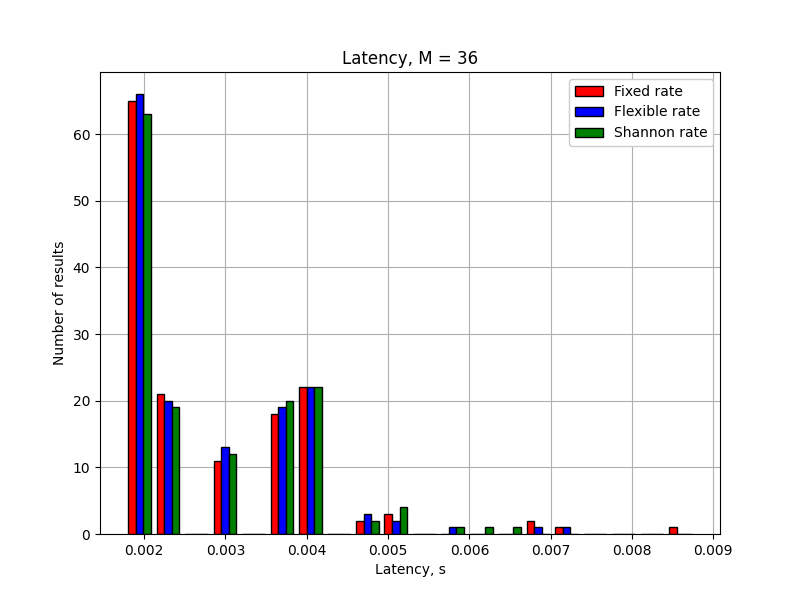 Latency, M = 36
Fixed rate
Flexible rate
Shannon rate
Number of results
60
50
40
30
20
10
0
0.002 0.003 0.004 0.005 0.006 0.007 0.008 0.009
Latency, s